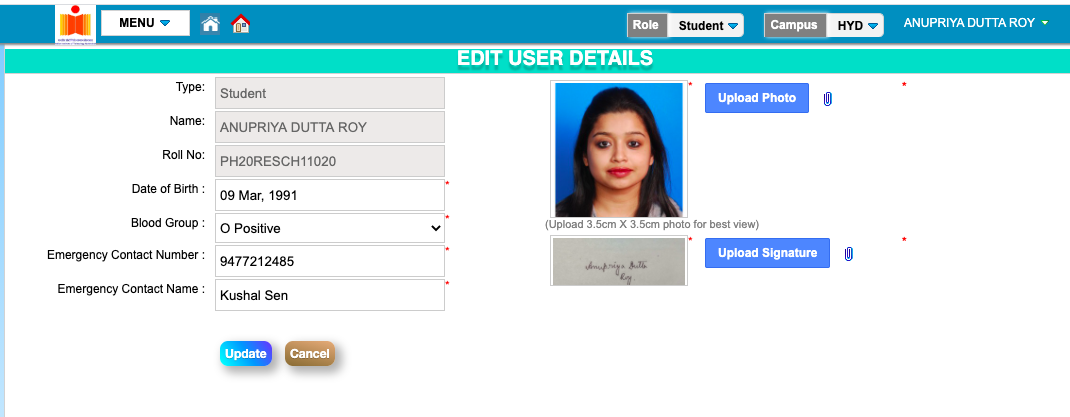 MENU
Role Student
Campus HYD
ANUPRIYA DUTTA ROY
EDIT USER DETAILS
Type: Student
Name: ANUPRIYA DUTTA ROY
Roll No: PH20RESCH11020
Date of Birth : 09 Mar, 1991 *
Blood Group : O Positive *
Emergency Contact Number : 9477212485 *
Emergency Contact Name : Kushal Sen *
Update Cancel
* Upload Photo *
(Upload 3.5cm X 3.5cm photo for best view)
Anupriya Dutta
Roy
* Upload Signature *